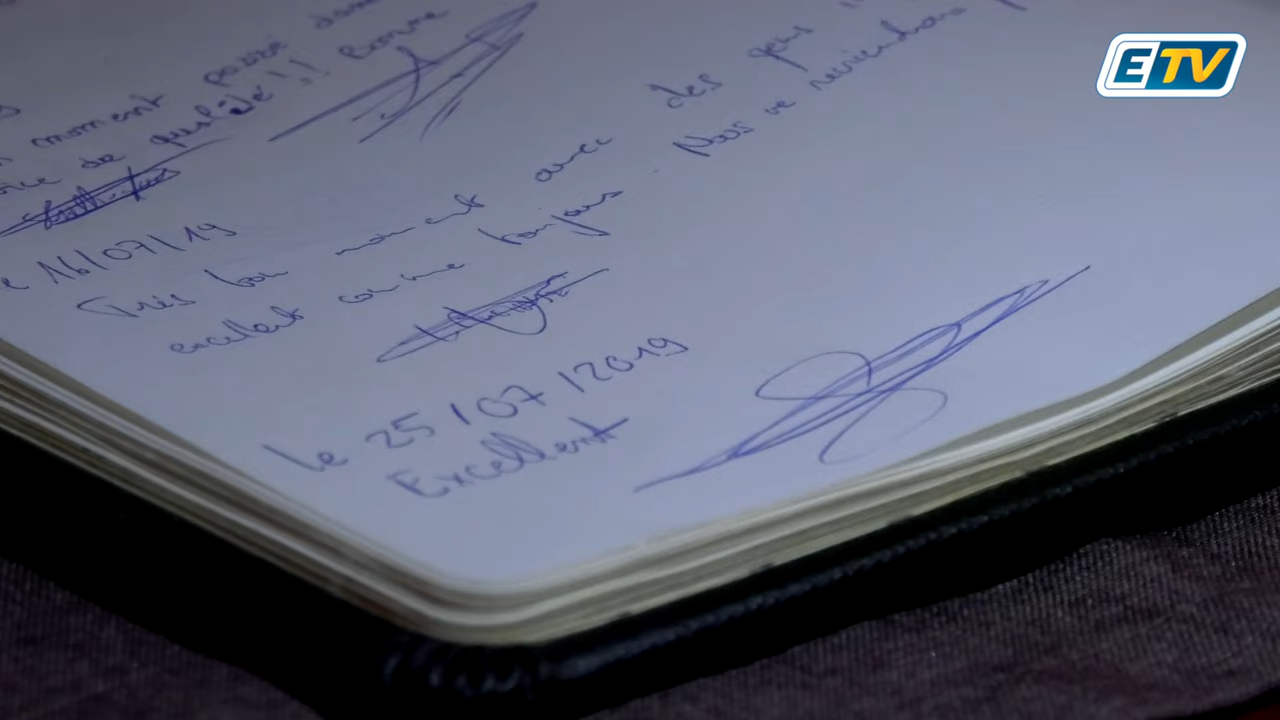 ETV
moment passé
de qualité !! Bonne
le 16/07/19
Très bon moment avec des gens
excellent comme toujours. Nous reviendrons
le 25/07/2019
Excellent